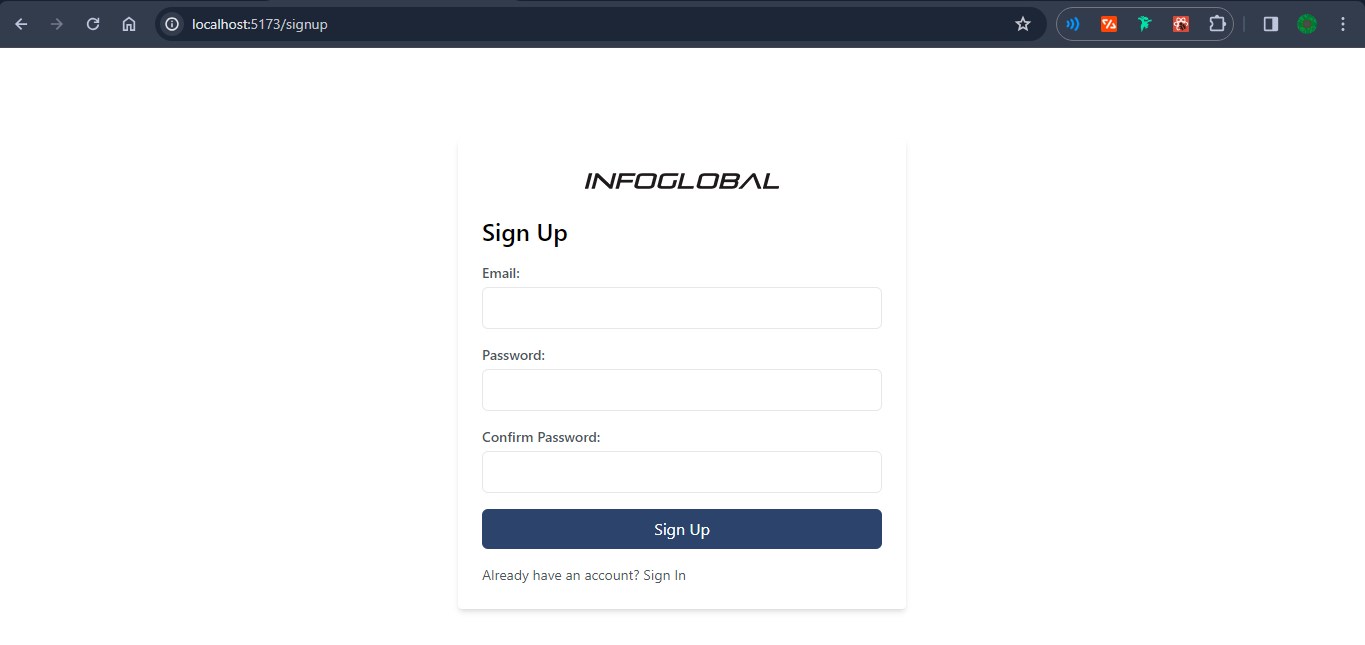 localhost:5173/signup
INFOGLOBAL
Sign Up
Email:
Password:
Confirm Password:
Sign Up
Already have an account? Sign In